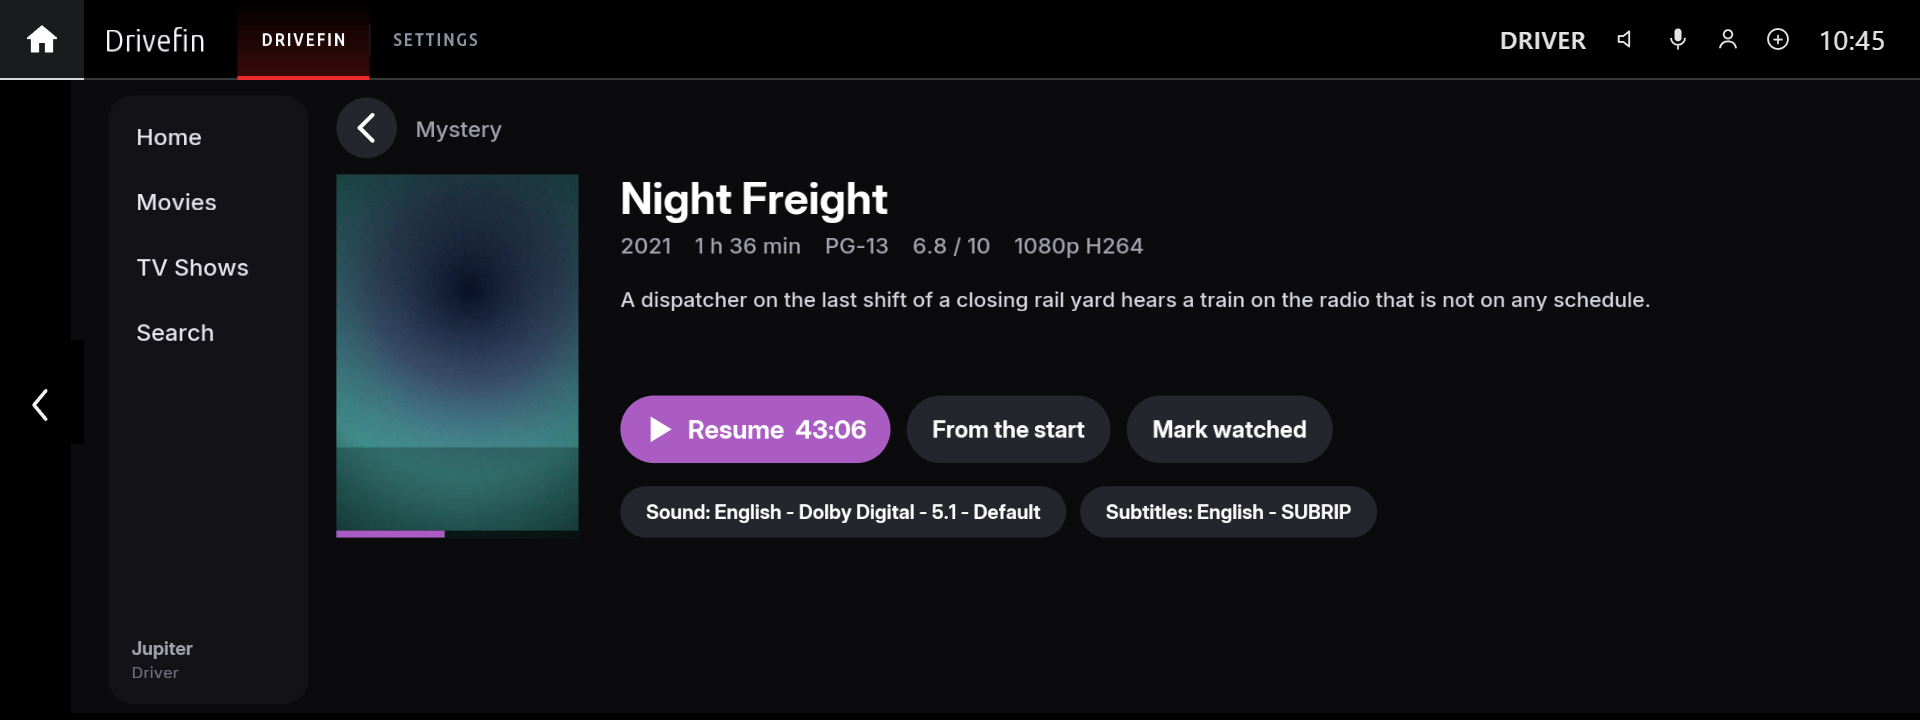 Drivefin
DRIVEFIN
SETTINGS
DRIVER
10:45
Home
Movies
TV Shows
Search
Jupiter
Driver
Mystery
Night Freight
2021 1 h 36 min PG-13 6.8 / 10 1080p H264
A dispatcher on the last shift of a closing rail yard hears a train on the radio that is not on any schedule.
Resume 43:06
From the start
Mark watched
Sound: English - Dolby Digital - 5.1 - Default
Subtitles: English - SUBRIP